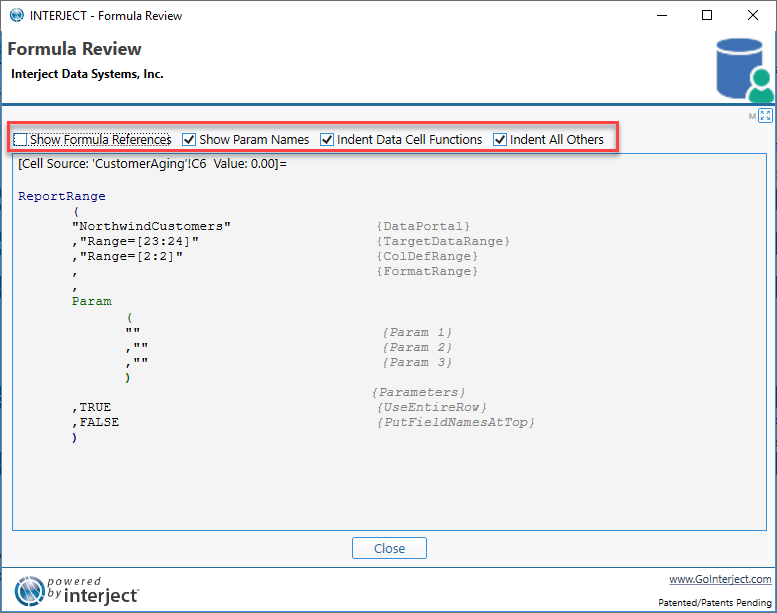 INTERJECT - Formula Review
Formula Review
Interject Data Systems, Inc.
M
Show Formula References Show Param Names Indent Data Cell Functions Indent All Others
[Cell Source: 'CustomerAging'!C6 Value: 0.00]=
ReportRange
(
"NorthwindCustomers" {DataPortal}
,"Range=[23:24]" {TargetDataRange}
,"Range=[2:2]" {ColDefRange}
, {FormatRange}
,
Param
(
"" {Param 1}
,"" {Param 2}
,"" {Param 3}
)
{Parameters}
,TRUE {UseEntireRow}
,FALSE {PutFieldNamesAtTop}
)
Close
powered
by interject
www.GoInterject.com
Patented/Patents Pending